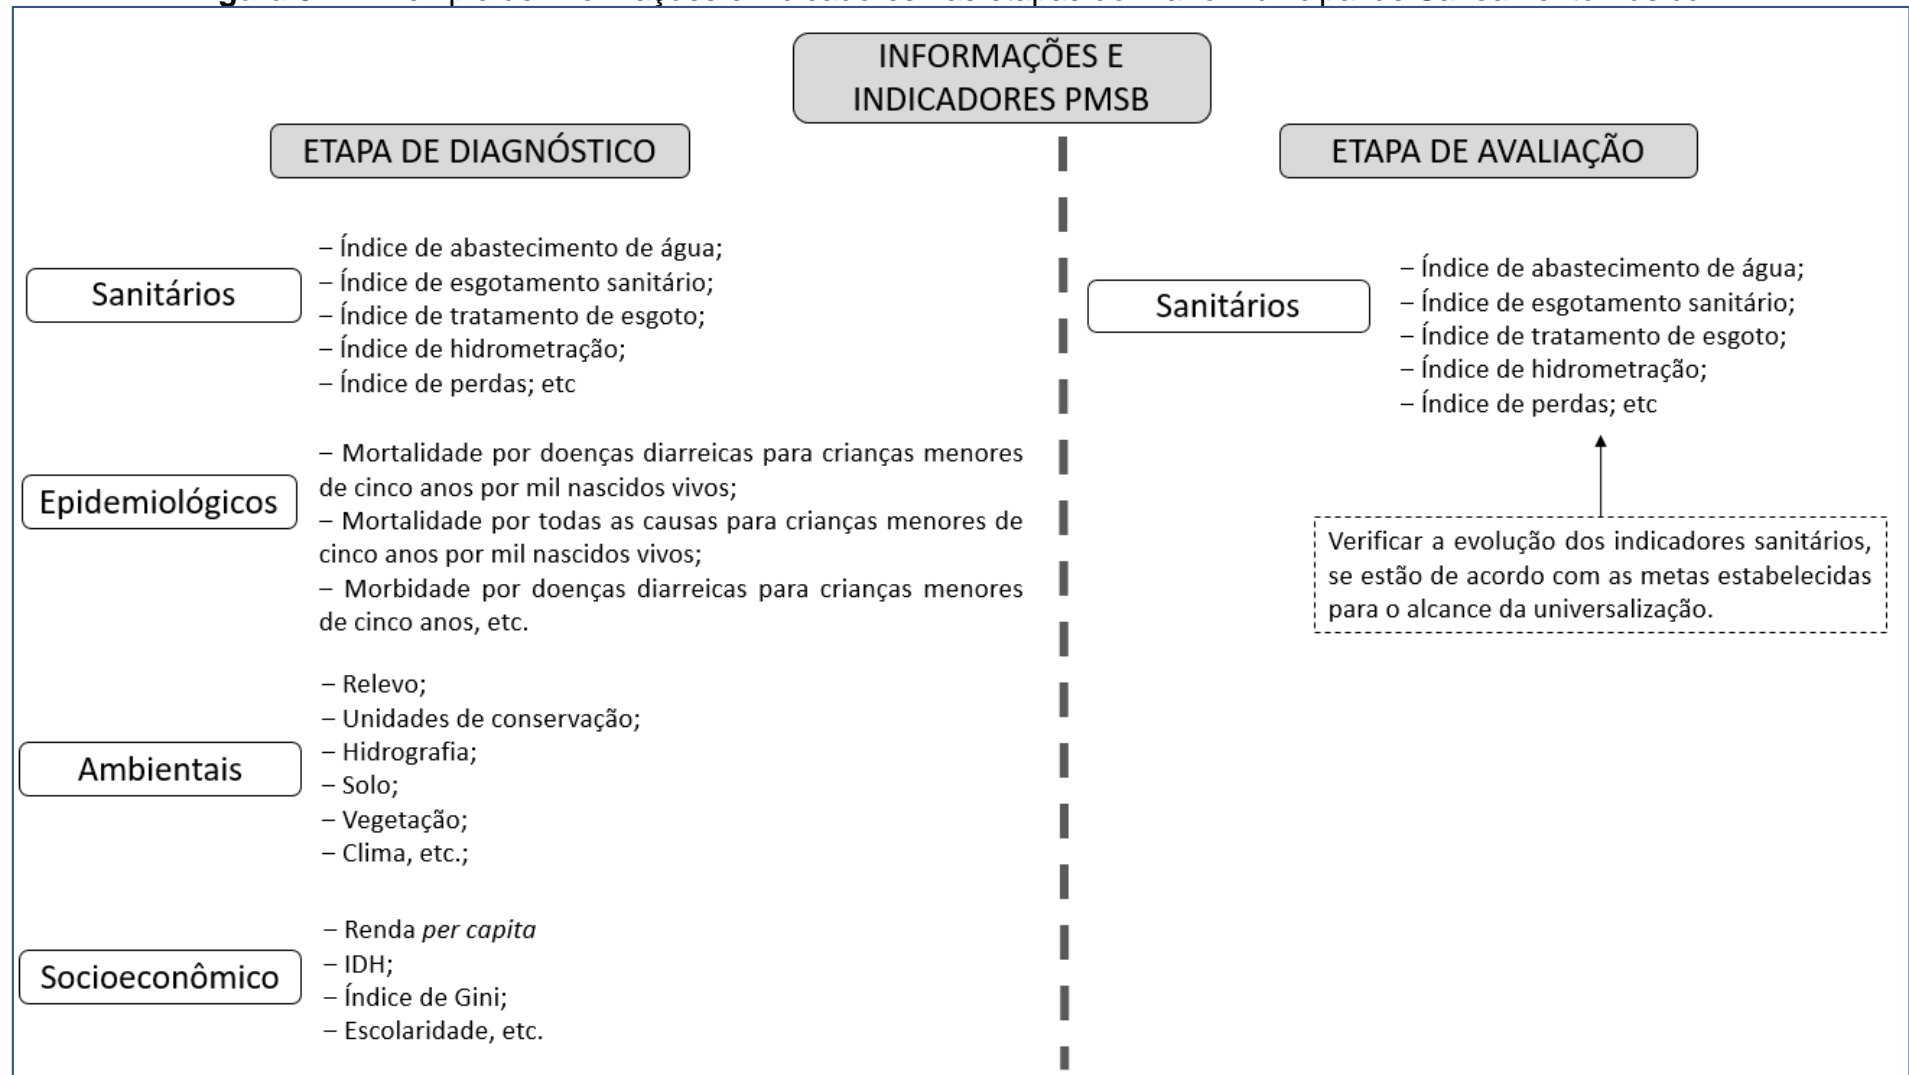 INFORMAÇÕES E
INDICADORES PMSB
ETAPA DE DIAGNÓSTICO
Sanitários
– Índice de abastecimento de água;
– Índice de esgotamento sanitário;
– Índice de tratamento de esgoto;
– Índice de hidrometração;
– Índice de perdas; etc
Epidemiológicos
– Mortalidade por doenças diarreicas para crianças menores
de cinco anos por mil nascidos vivos;
– Mortalidade por todas as causas para crianças menores de
cinco anos por mil nascidos vivos;
– Morbidade por doenças diarreicas para crianças menores
de cinco anos, etc.
Ambientais
– Relevo;
– Unidades de conservação;
– Hidrografia;
– Solo;
– Vegetação;
– Clima, etc.;
Socioeconômico
– Renda per capita
– IDH;
– Índice de Gini;
– Escolaridade, etc.
ETAPA DE AVALIAÇÃO
Sanitários
– Índice de abastecimento de água;
– Índice de esgotamento sanitário;
– Índice de tratamento de esgoto;
– Índice de hidrometração;
– Índice de perdas; etc
Verificar a evolução dos indicadores sanitários,
se estão de acordo com as metas estabelecidas
para o alcance da universalização.